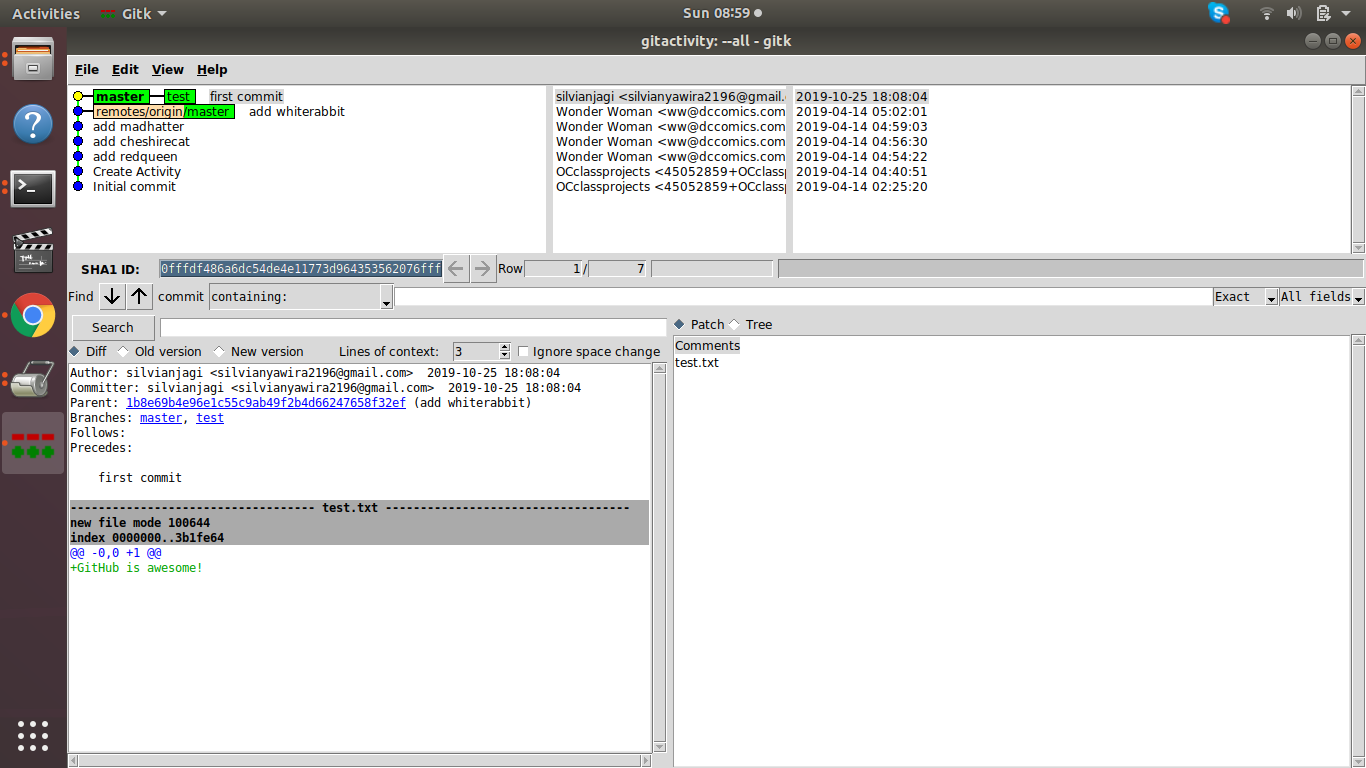 Activities Gitk Sun 08:59
gitactivity: --all - gitk
File Edit View Help
master test first commit silvianjagi <silvianyawira2196@gmail. 2019-10-25 18:08:04
remotes/origin/master add whiterabbit Wonder Woman <ww@dccomics.com 2019-04-14 05:02:01
add madhatter Wonder Woman <ww@dccomics.com 2019-04-14 04:59:03
add cheshirecat Wonder Woman <ww@dccomics.com 2019-04-14 04:56:30
add redqueen Wonder Woman <ww@dccomics.com 2019-04-14 04:54:22
Create Activity OCclassprojects <45052859+OCclassp 2019-04-14 04:40:51
Initial commit OCclassprojects <45052859+OCclassp 2019-04-14 02:25:20
SHA1 ID: 0fffdf486a6dc54de4e11773d964353562076fff Row 1 / 7
Find commit containing: Exact All fields
Search
Diff Old version New version Lines of context: 3 Ignore space change
Author: silvianjagi <silvianyawira2196@gmail.com> 2019-10-25 18:08:04
Committer: silvianjagi <silvianyawira2196@gmail.com> 2019-10-25 18:08:04
Parent: 1b8e69b4e96e1c55c9ab49f2b4d66247658f32ef (add whiterabbit)
Branches: master, test
Follows:
Precedes:
first commit
----------------------------------- test.txt -----------------------------------
new file mode 100644
index 0000000..3b1fe64
@@ -0,0 +1 @@
+GitHub is awesome!
Patch Tree
Comments
test.txt